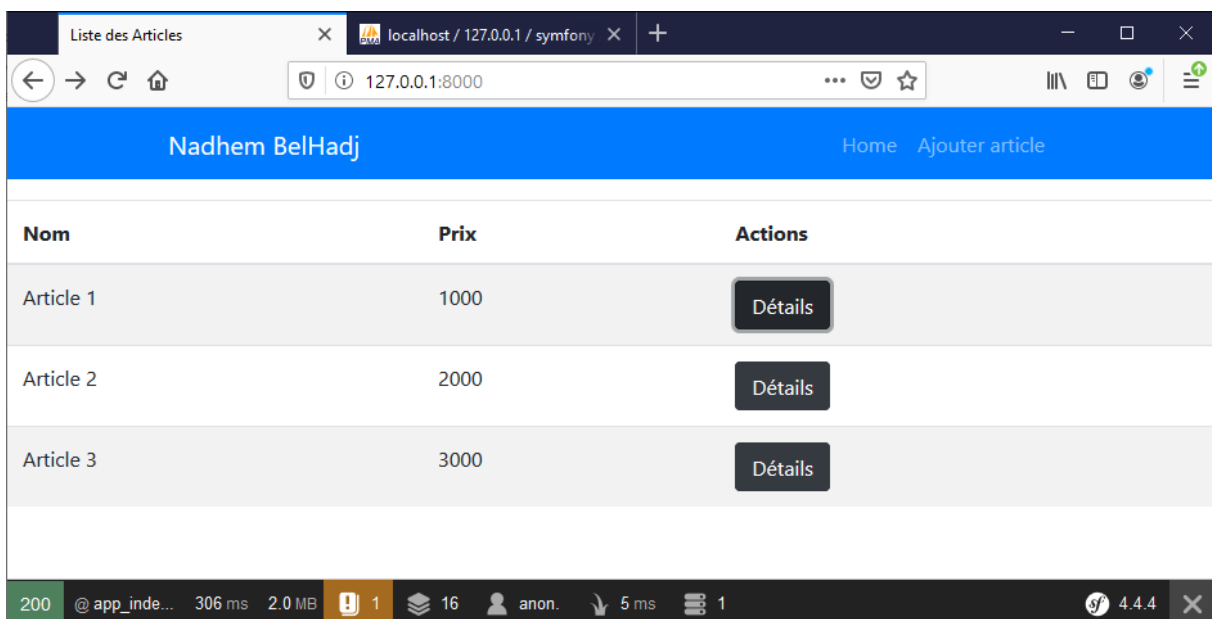 Liste des Articles
localhost / 127.0.0.1 / symfony
127.0.0.1:8000
Nadhem BelHadj Home Ajouter article
Nom Prix Actions
Article 1 1000 Détails
Article 2 2000 Détails
Article 3 3000 Détails
200 @ app_inde... 306 ms 2.0 MB 1 16 anon. 5 ms 1 sf 4.4.4